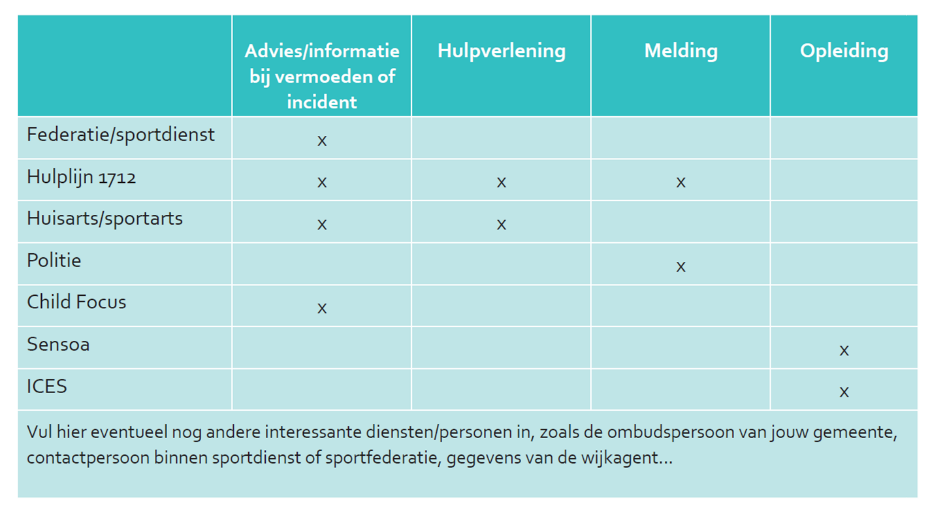 Advies/informatie bij vermoeden of incident Hulpverlening Melding Opleiding
Federatie/sportdienst x
Hulplijn 1712 x x x
Huisarts/sportarts x x
Politie x
Child Focus x
Sensoa x
ICES x
Vul hier eventueel nog andere interessante diensten/personen in, zoals de ombudspersoon van jouw gemeente,
contactpersoon binnen sportdienst of sportfederatie, gegevens van de wijkagent...